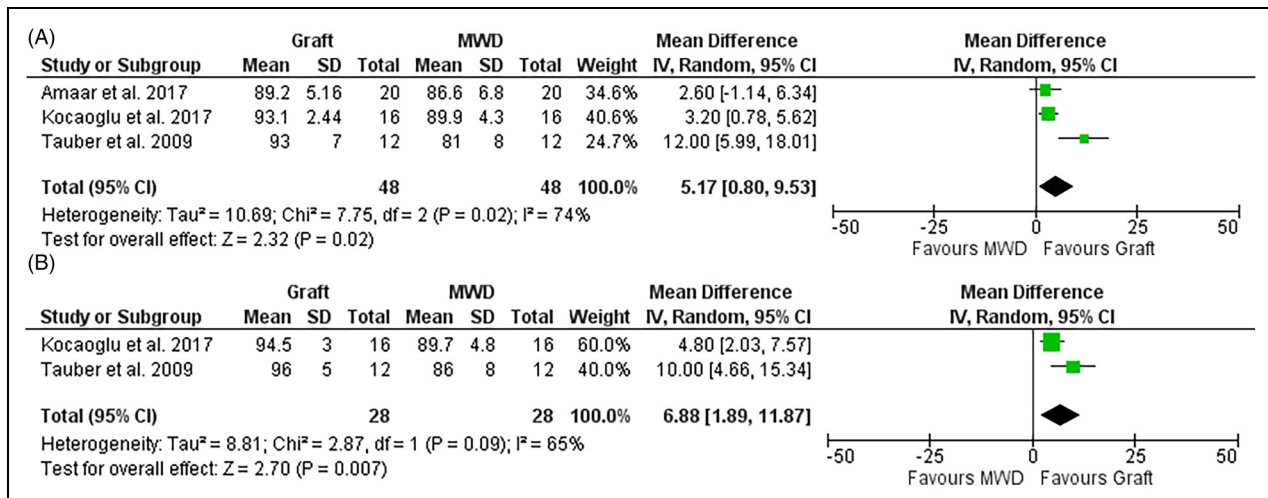 (A)
Graft MWD Mean Difference Mean Difference
Study or Subgroup Mean SD Total Mean SD Total Weight IV, Random, 95% CI IV, Random, 95% CI
Amaar et al. 2017 89.2 5.16 20 86.6 6.8 20 34.6% 2.60 [-1.14, 6.34]
Kocaoglu et al. 2017 93.1 2.44 16 89.9 4.3 16 40.6% 3.20 [0.78, 5.62]
Tauber et al. 2009 93 7 12 81 8 12 24.7% 12.00 [5.99, 18.01]
Total (95% CI) 48 48 100.0% 5.17 [0.80, 9.53]
Heterogeneity: Tau² = 10.69; Chi² = 7.75, df = 2 (P = 0.02); I² = 74%
Test for overall effect: Z = 2.32 (P = 0.02)
-50 -25 0 25 50
Favours MWD Favours Graft
(B)
Graft MWD Mean Difference Mean Difference
Study or Subgroup Mean SD Total Mean SD Total Weight IV, Random, 95% CI IV, Random, 95% CI
Kocaoglu et al. 2017 94.5 3 16 89.7 4.8 16 60.0% 4.80 [2.03, 7.57]
Tauber et al. 2009 96 5 12 86 8 12 40.0% 10.00 [4.66, 15.34]
Total (95% CI) 28 28 100.0% 6.88 [1.89, 11.87]
Heterogeneity: Tau² = 8.81; Chi² = 2.87, df = 1 (P = 0.09); I² = 65%
Test for overall effect: Z = 2.70 (P = 0.007)
-50 -25 0 25 50
Favours MWD Favours Graft